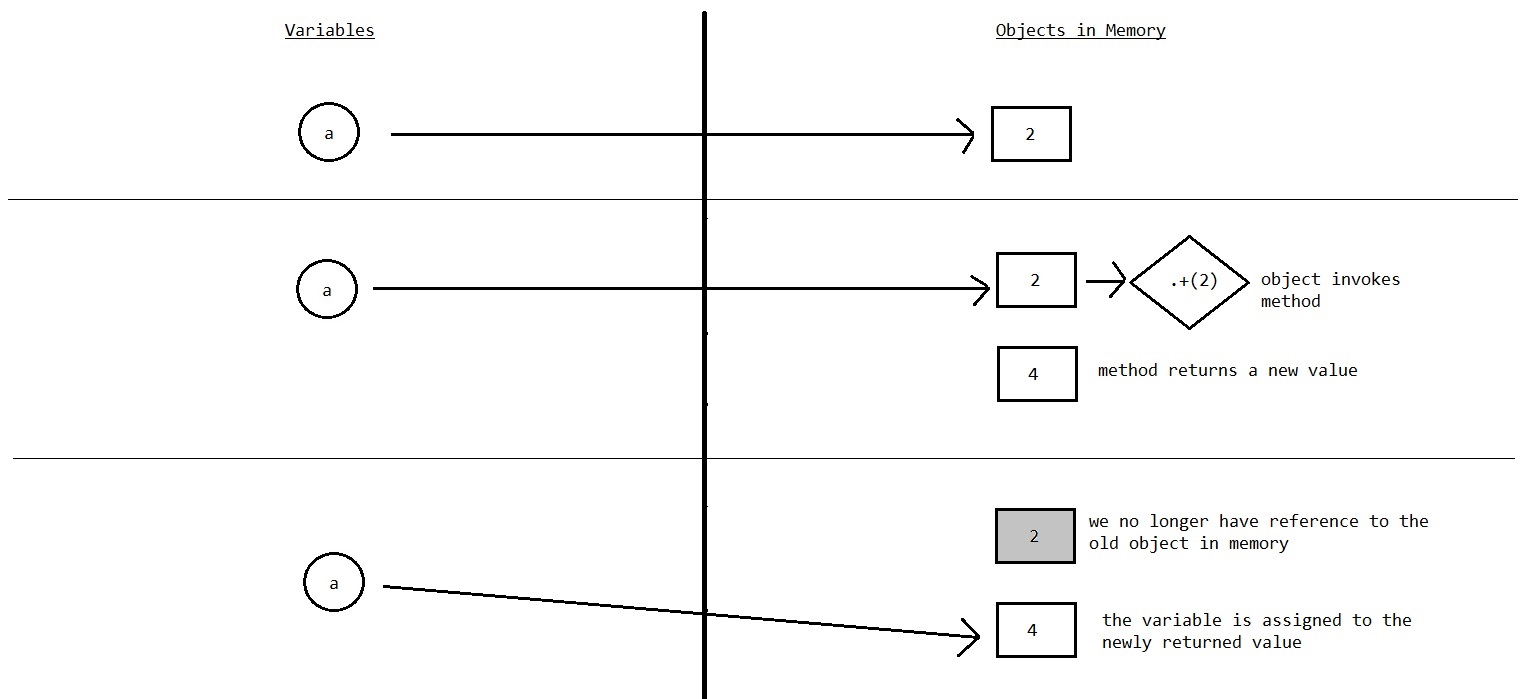 Variables
Objects in Memory
a
2
a
2
.+(2)
object invokes
method
4
method returns a new value
2
we no longer have reference to the
old object in memory
a
4
the variable is assigned to the
newly returned value